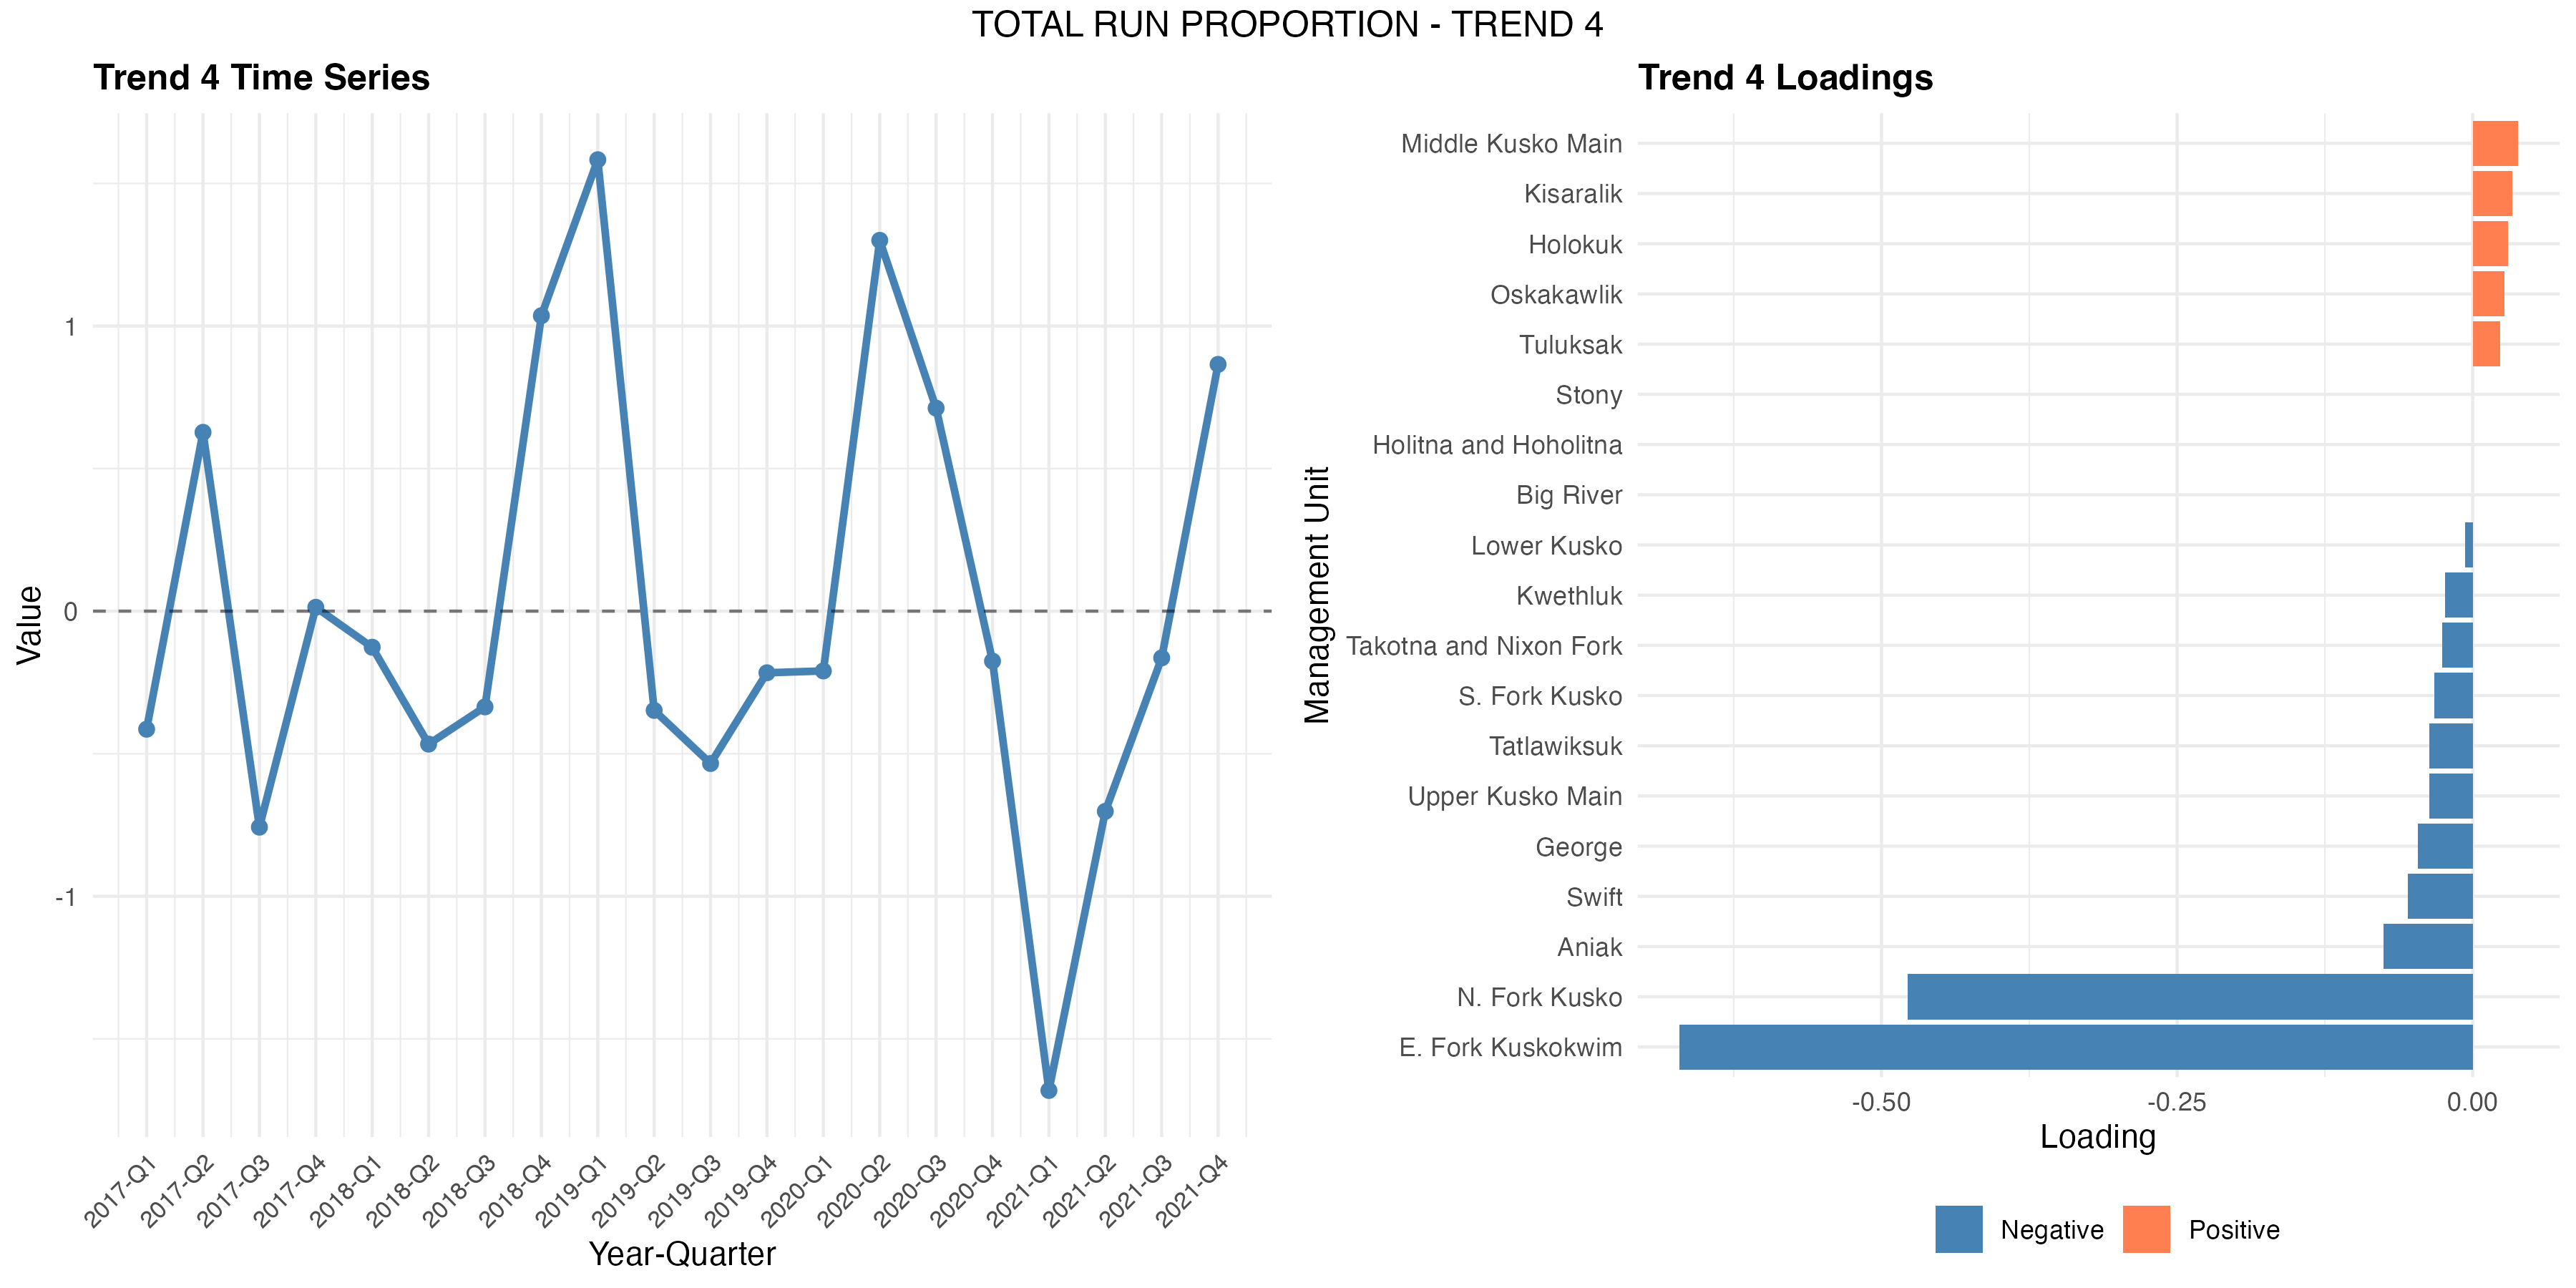 TOTAL RUN PROPORTION - TREND 4
Trend 4 Time Series
Value
1
0
-1
2017-Q1
2017-Q2
2017-Q3
2017-Q4
2018-Q1
2018-Q2
2018-Q3
2018-Q4
2019-Q1
2019-Q2
2019-Q3
2019-Q4
2020-Q1
2020-Q2
2020-Q3
2020-Q4
2021-Q1
2021-Q2
2021-Q3
2021-Q4
Year-Quarter
Trend 4 Loadings
Management Unit
Middle Kusko Main
Kisaralik
Holokuk
Oskakawlik
Tuluksak
Stony
Holitna and Hoholitna
Big River
Lower Kusko
Kwethluk
Takotna and Nixon Fork
S. Fork Kusko
Tatlawiksuk
Upper Kusko Main
George
Swift
Aniak
N. Fork Kusko
E. Fork Kuskokwim
-0.50
-0.25
0.00
Loading
Negative
Positive